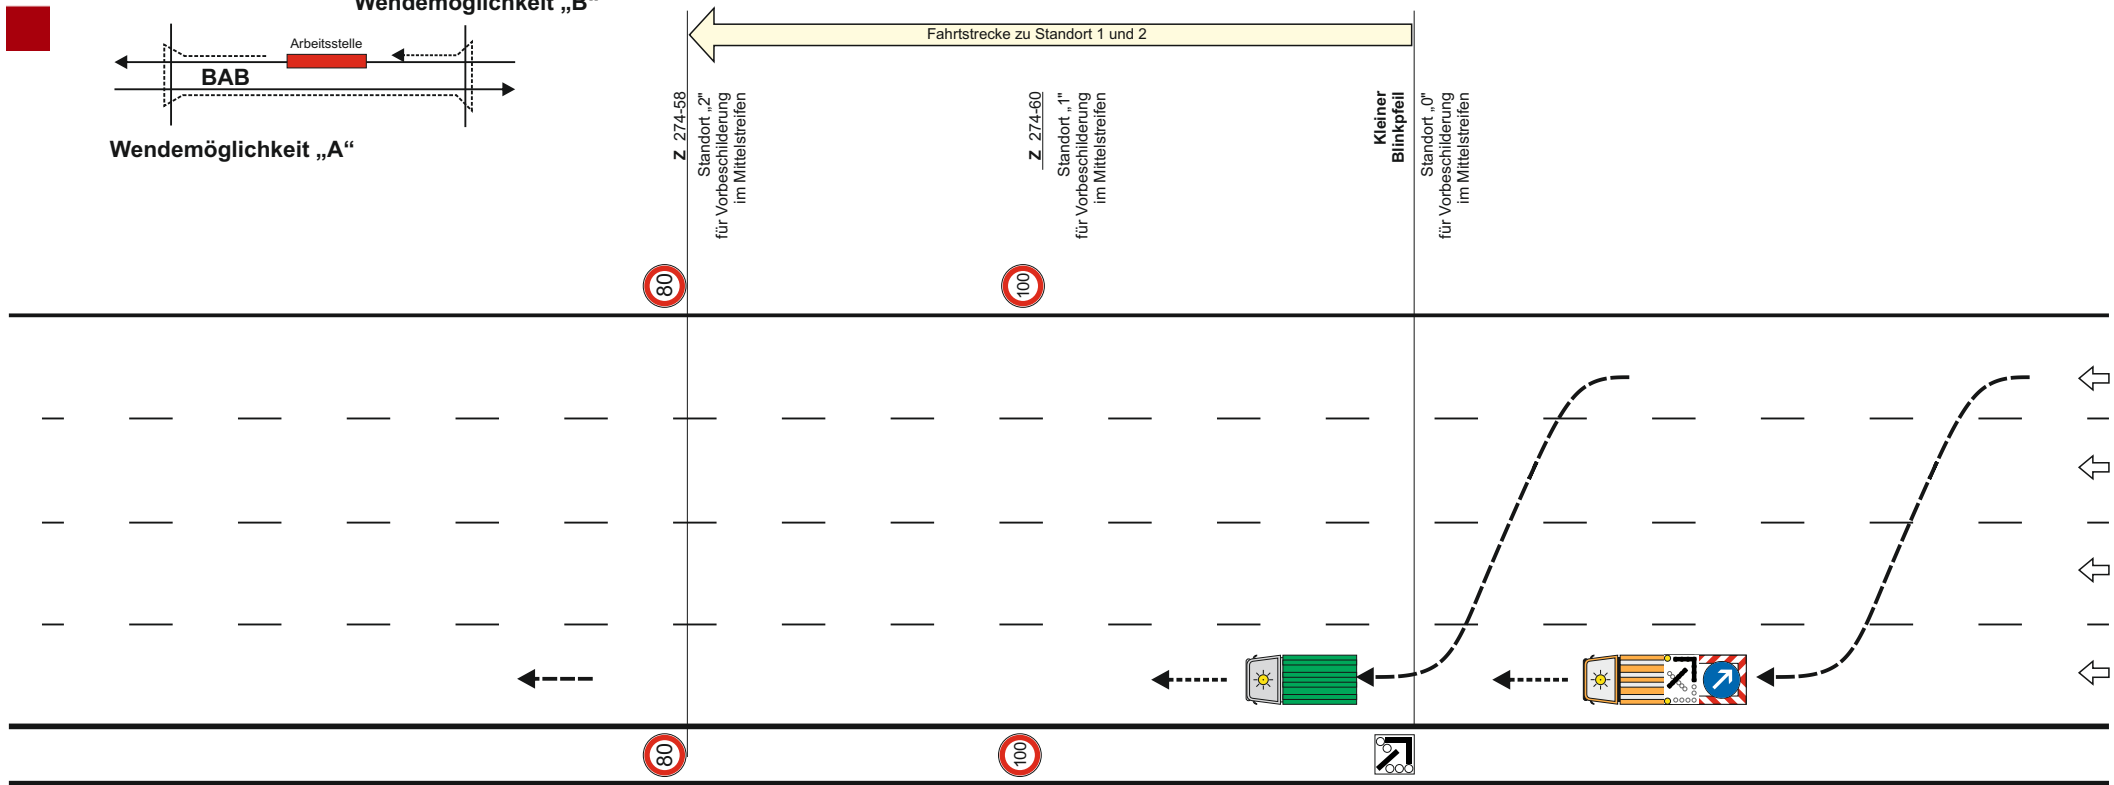 Wendemöglichkeit „B“
Arbeitsstelle
BAB
Wendemöglichkeit „A“
Fahrtstrecke zu Standort 1 und 2
Z 274-58
Standort „2"
für Vorbeschilderung
im Mittelstreifen
Z 274-60
Standort „1"
für Vorbeschilderung
im Mittelstreifen
Kleiner
Blinkpfeil
Standort „0"
für Vorbeschilderung
im Mittelstreifen
80
100
80
100